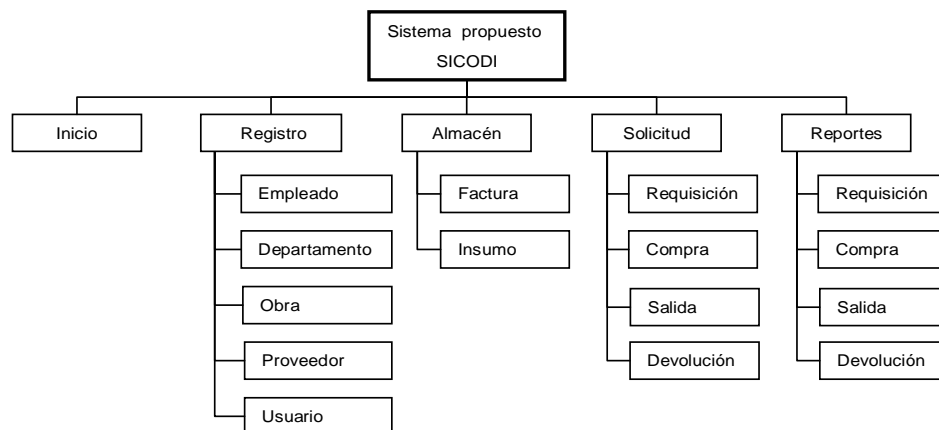 Sistema propuesto
SICODI
Inicio
Registro
Almacén
Solicitud
Reportes
Empleado
Factura
Requisición
Requisición
Departamento
Insumo
Compra
Compra
Obra
Salida
Salida
Proveedor
Devolución
Devolución
Usuario